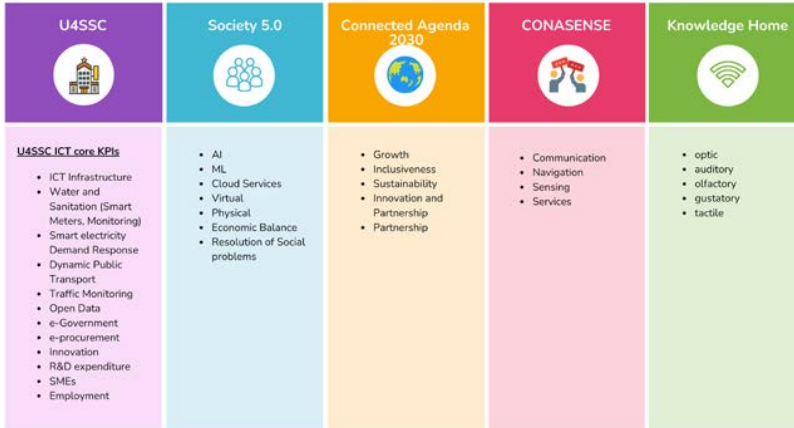 U4SSC
Society 5.0
Connected Agenda
2030
CONASENSE
Knowledge Home
U4SSC ICT core KPIs
• ICT Infrastructure
• Water and
Sanitation (Smart
Meters, Monitoring)
• Smart electricity
Demand Response
• Dynamic Public
Transport
• Traffic Monitoring
• Open Data
• e-Government
• e-procurement
• Innovation
• R&D expenditure
• SMEs
• Employment
• AI
• ML
• Cloud Services
• Virtual
• Physical
• Economic Balance
• Resolution of Social
problems
• Growth
• Inclusiveness
• Sustainability
• Innovation and
Partnership
• Partnership
• Communication
• Navigation
• Sensing
• Services
• optic
• auditory
• olfactory
• gustatory
• tactile